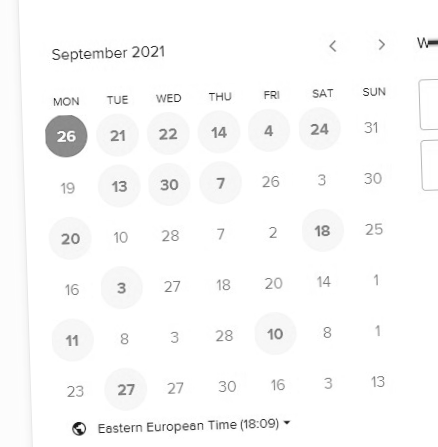 September 2021
MON TUE WED THU FRI SAT SUN
26 21 22 14 4 24 31
19 13 30 7 26 3 30
20 10 28 7 2 18 25
16 3 27 18 20 14 1
11 8 3 28 10 8 1
23 27 27 30 16 3 13
Eastern European Time (18:09)